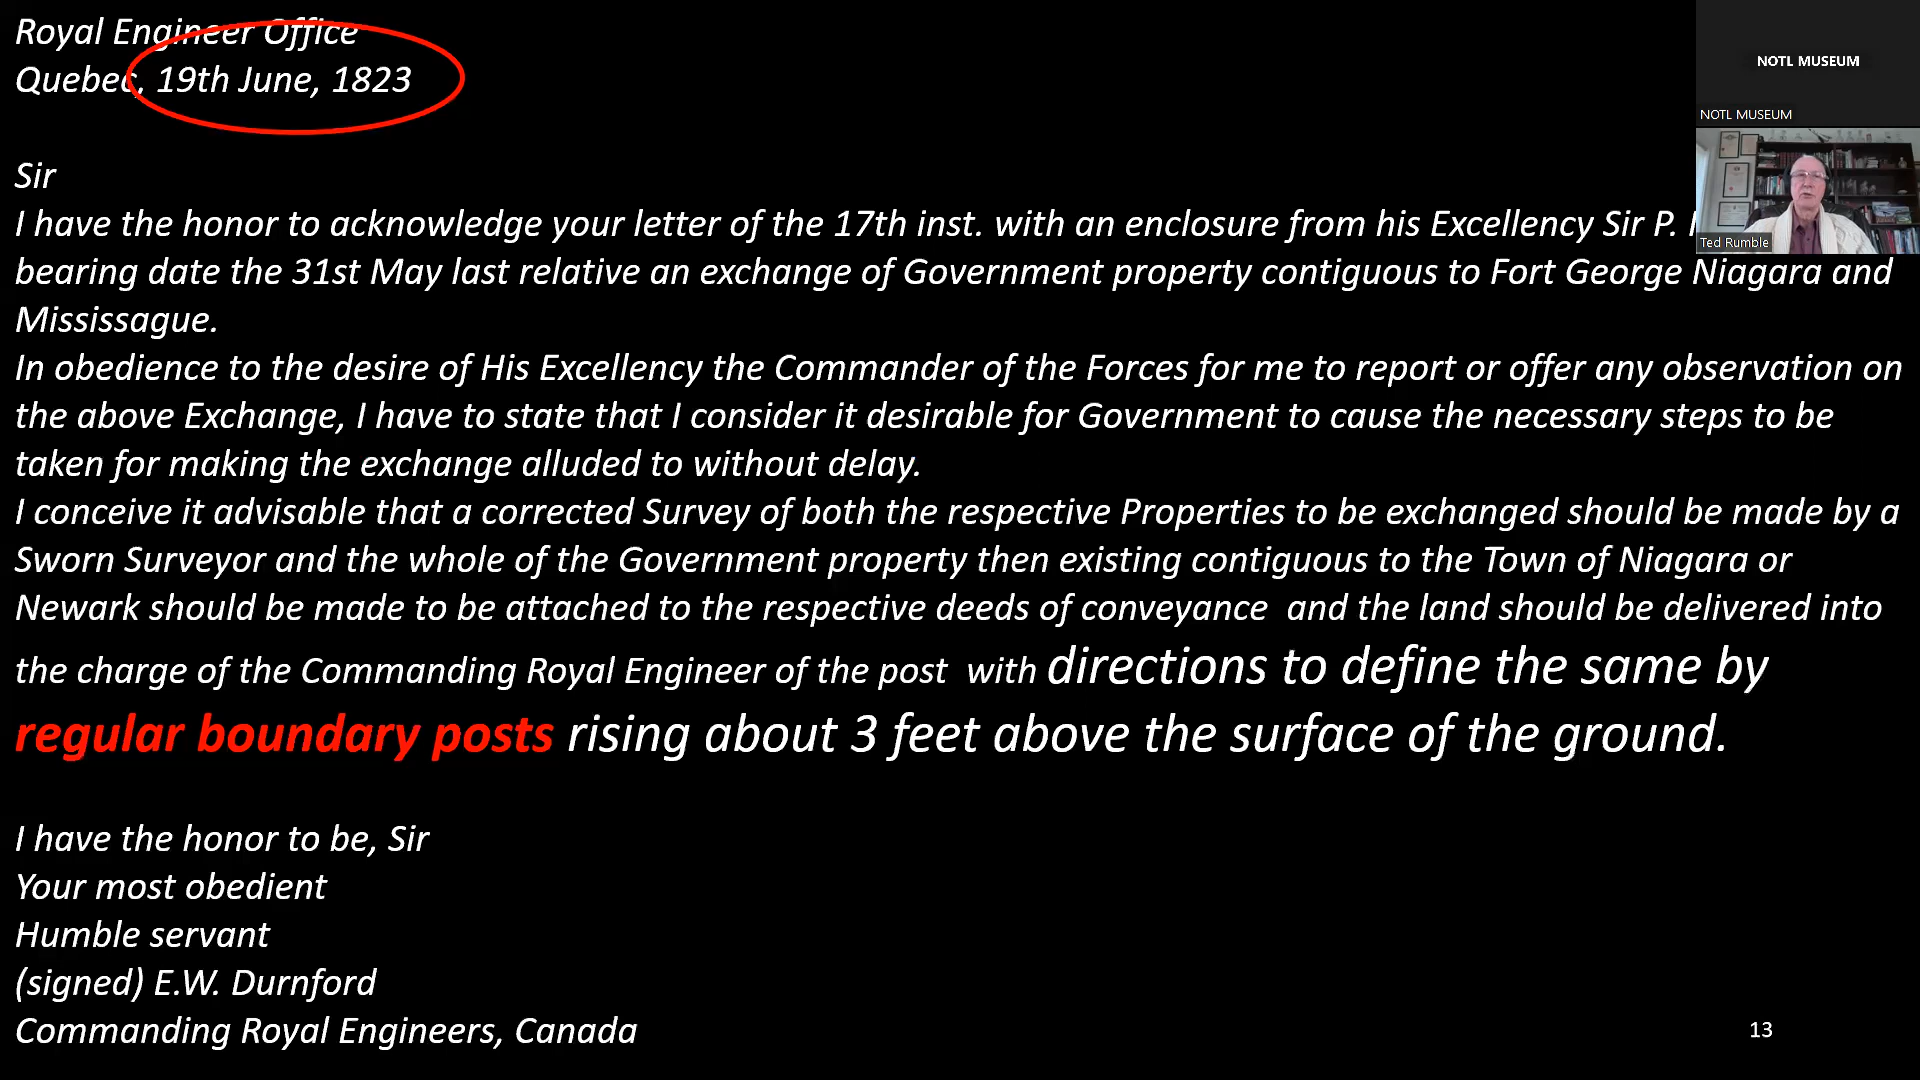 Royal Engineer Office
Quebec, 19th June, 1823
Sir
I have the honor to acknowledge your letter of the 17th inst. with an enclosure from his Excellency Sir P.
bearing date the 31st May last relative an exchange of Government property contiguous to Fort George Niagara and
Mississague.
In obedience to the desire of His Excellency the Commander of the Forces for me to report or offer any observation on
the above Exchange, I have to state that I consider it desirable for Government to cause the necessary steps to be
taken for making the exchange alluded to without delay.
I conceive it advisable that a corrected Survey of both the respective Properties to be exchanged should be made by a
Sworn Surveyor and the whole of the Government property then existing contiguous to the Town of Niagara or
Newark should be made to be attached to the respective deeds of conveyance and the land should be delivered into
the charge of the Commanding Royal Engineer of the post with directions to define the same by
regular boundary posts rising about 3 feet above the surface of the ground.
I have the honor to be, Sir
Your most obedient
Humble servant
(signed) E.W. Durnford
Commanding Royal Engineers, Canada
13
NOTL MUSEUM
NOTL MUSEUM
Ted Rumble